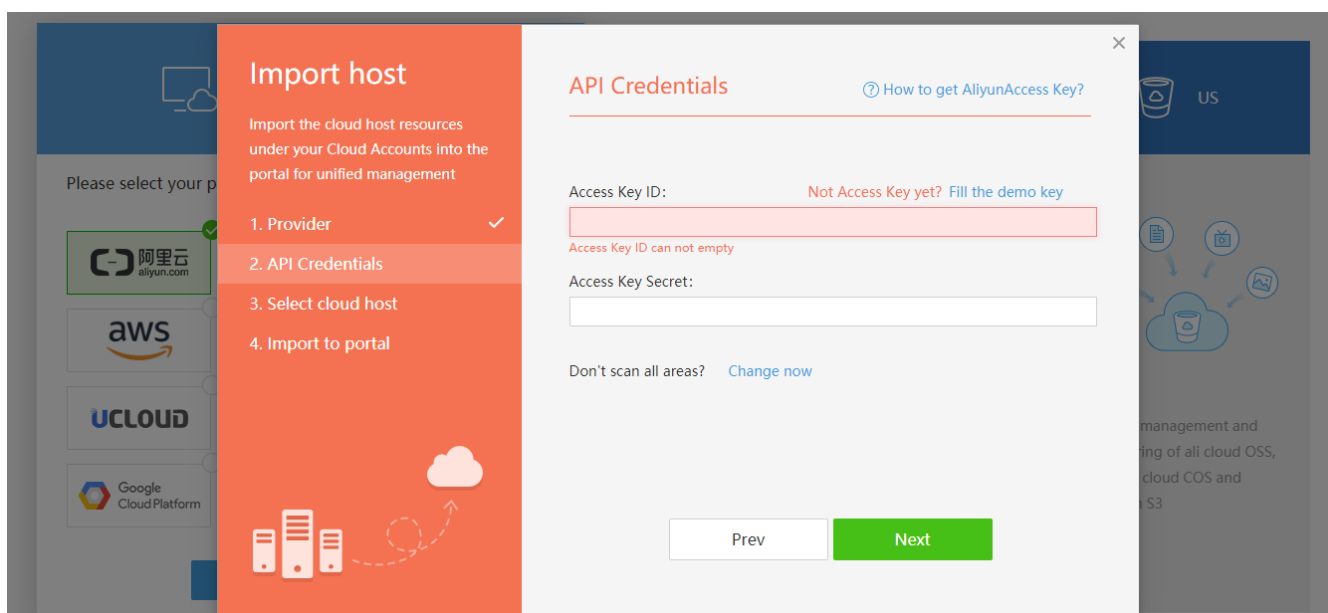 Import host
Import the cloud host resources
under your Cloud Accounts into the
portal for unified management
1. Provider
2. API Credentials
3. Select cloud host
4. Import to portal
API Credentials
? How to get AliyunAccess Key?
Access Key ID:
Not Access Key yet? Fill the demo key
Access Key ID can not empty
Access Key Secret:
Don't scan all areas? Change now
Prev
Next
Please select your p
阿里云
aliyun.com
aws
UCLOUD
Google
Cloud Platform
US
management and
ing of all cloud OSS,
cloud COS and
S3